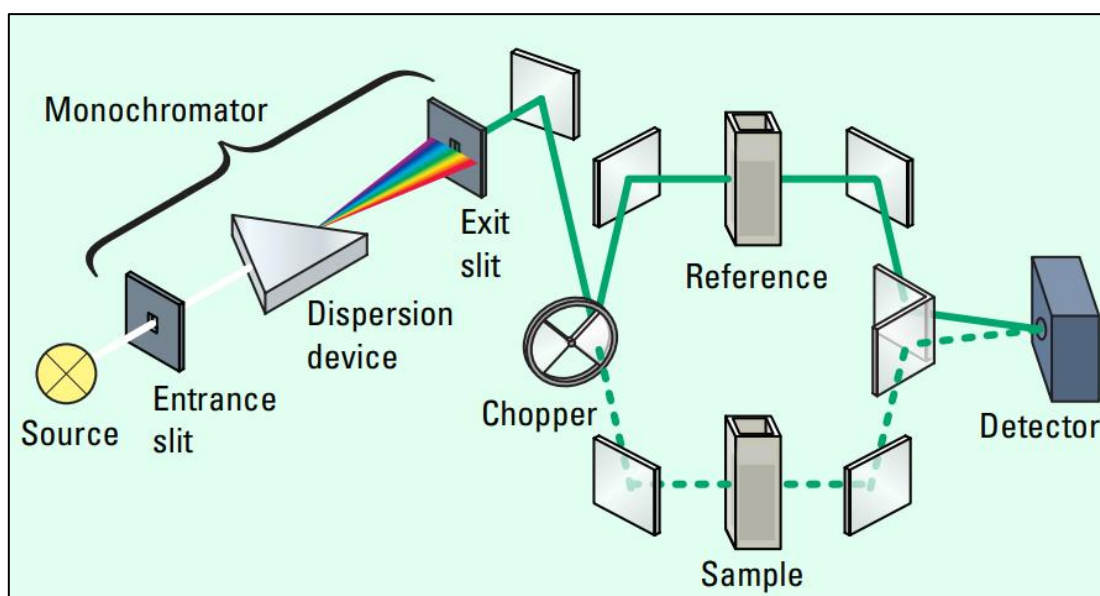 Monochromator
Exit
slit
Reference
Dispersion
device
Entrance
slit
Source
Chopper
Detector
Sample